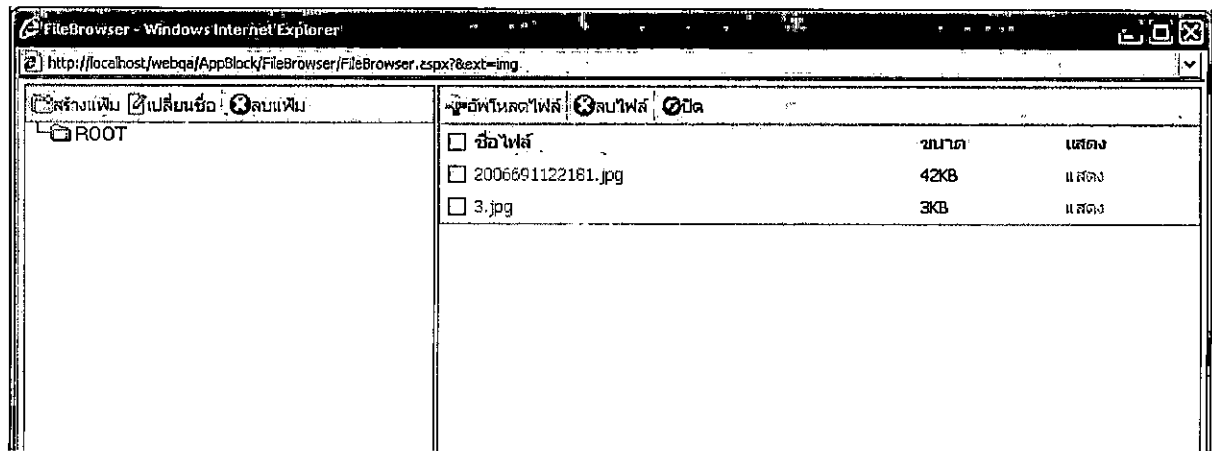 FileBrowser - Windows Internet Explorer
http://localhost/webqa/AppBlock/FileBrowser/FileBrowser.aspx?&ext=img
สร้างแฟ้ม เปลี่ยนชื่อ ลบแฟ้ม
ROOT
อัพโหลดไฟล์ ลบไฟล์ ปิด
ชื่อไฟล์ ขนาด แสดง
2006691122181.jpg 42KB แสดง
3.jpg 3KB แสดง